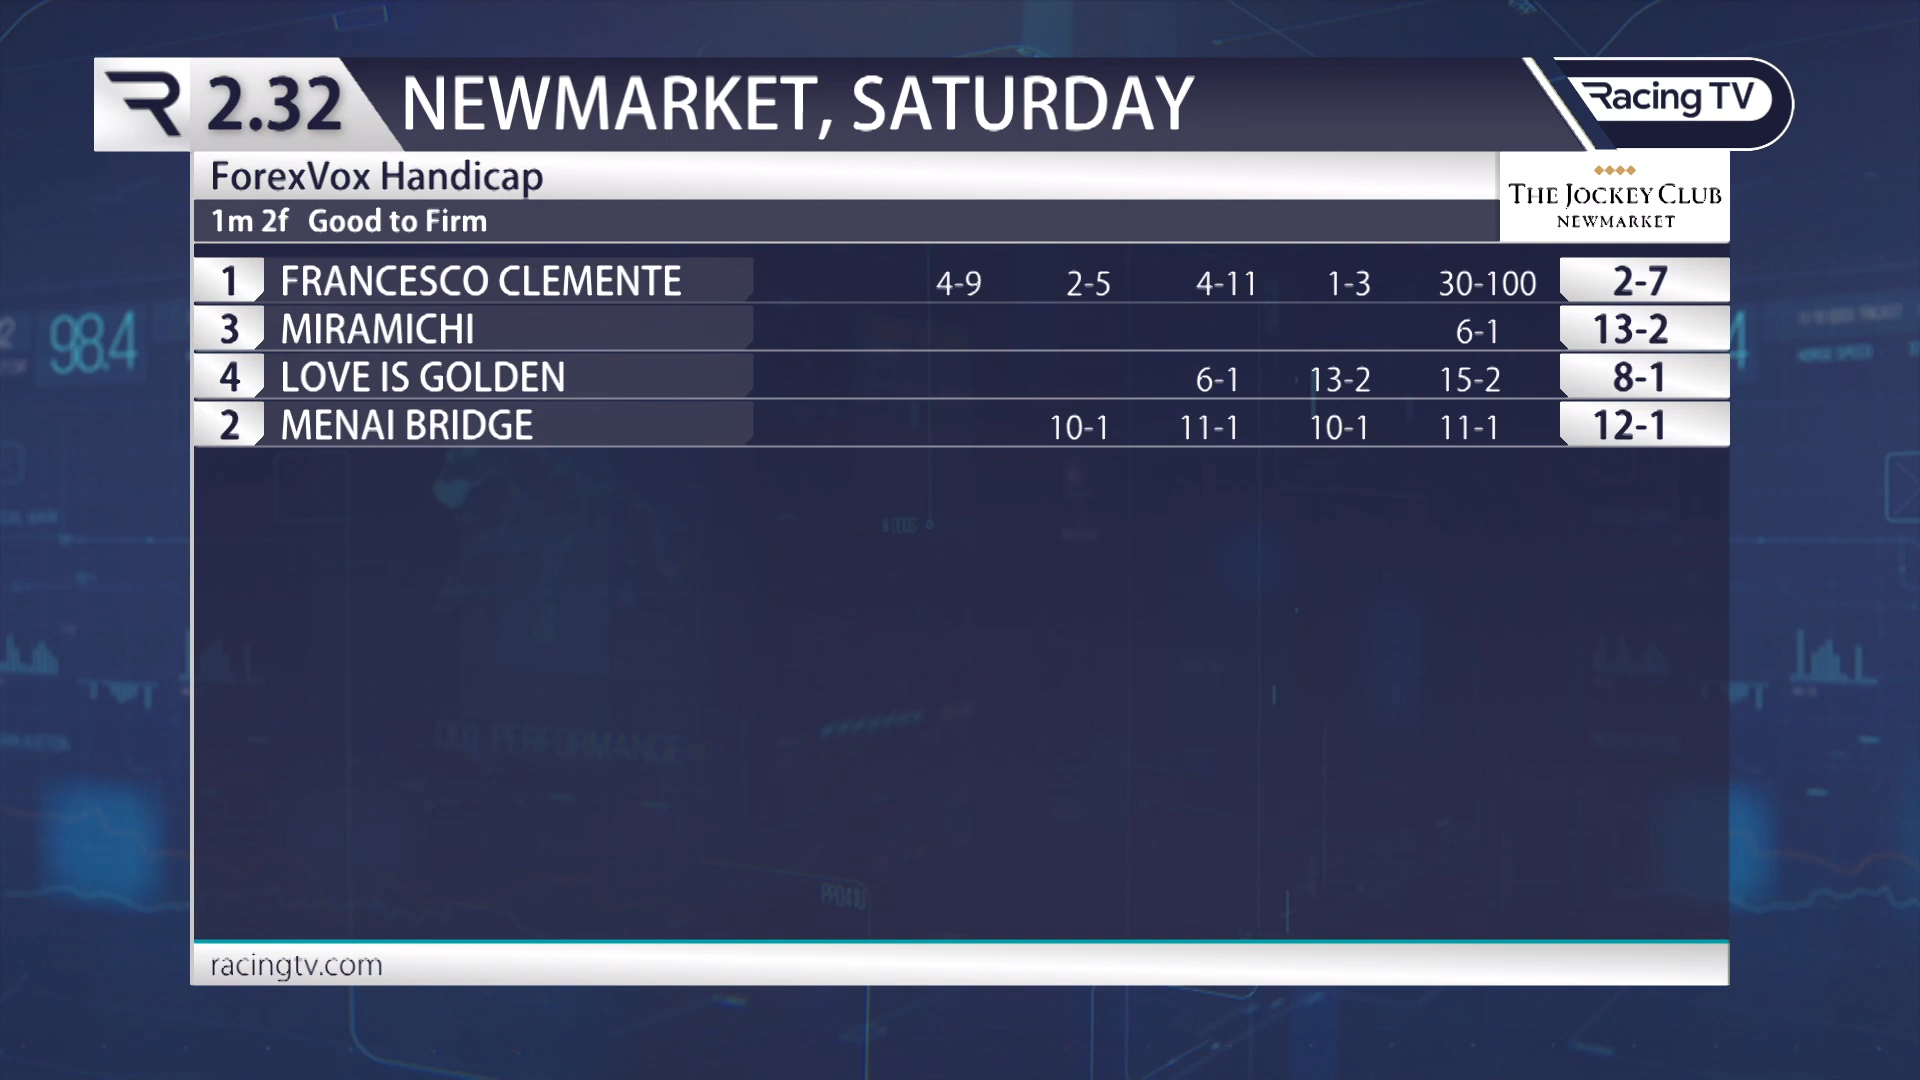 R 2.32 NEWMARKET, SATURDAY Racing TV
ForexVox Handicap
1m 2f Good to Firm
THE JOCKEY CLUB
NEWMARKET
1 FRANCESCO CLEMENTE 4-9 2-5 4-11 1-3 30-100 2-7
3 MIRAMICHI 6-1 13-2
4 LOVE IS GOLDEN 6-1 13-2 15-2 8-1
2 MENAI BRIDGE 10-1 11-1 10-1 11-1 12-1
98.4
PERFORMANCE
racingtv.com